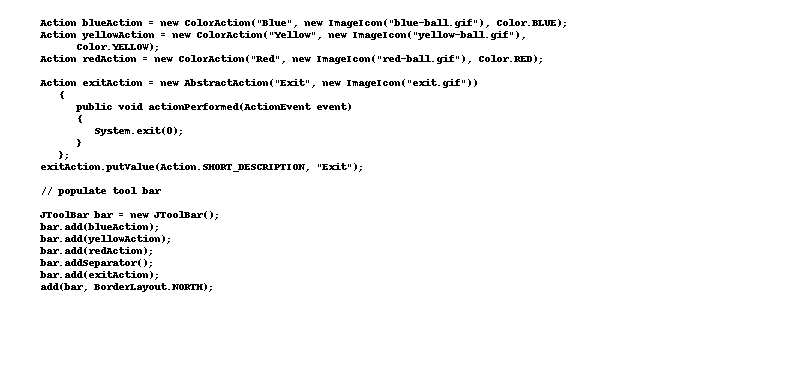 Action blueAction = new ColorAction("Blue", new ImageIcon("blue-ball.gif"), Color.BLUE);
Action yellowAction = new ColorAction("Yellow", new ImageIcon("yellow-ball.gif"),
      Color.YELLOW);
Action redAction = new ColorAction("Red", new ImageIcon("red-ball.gif"), Color.RED);

Action exitAction = new AbstractAction("Exit", new ImageIcon("exit.gif"))
   {
      public void actionPerformed(ActionEvent event)
      {
         System.exit(0);
      }
   };
exitAction.putValue(Action.SHORT_DESCRIPTION, "Exit");

// populate tool bar

JToolBar bar = new JToolBar();
bar.add(blueAction);
bar.add(yellowAction);
bar.add(redAction);
bar.addSeparator();
bar.add(exitAction);
add(bar, BorderLayout.NORTH);